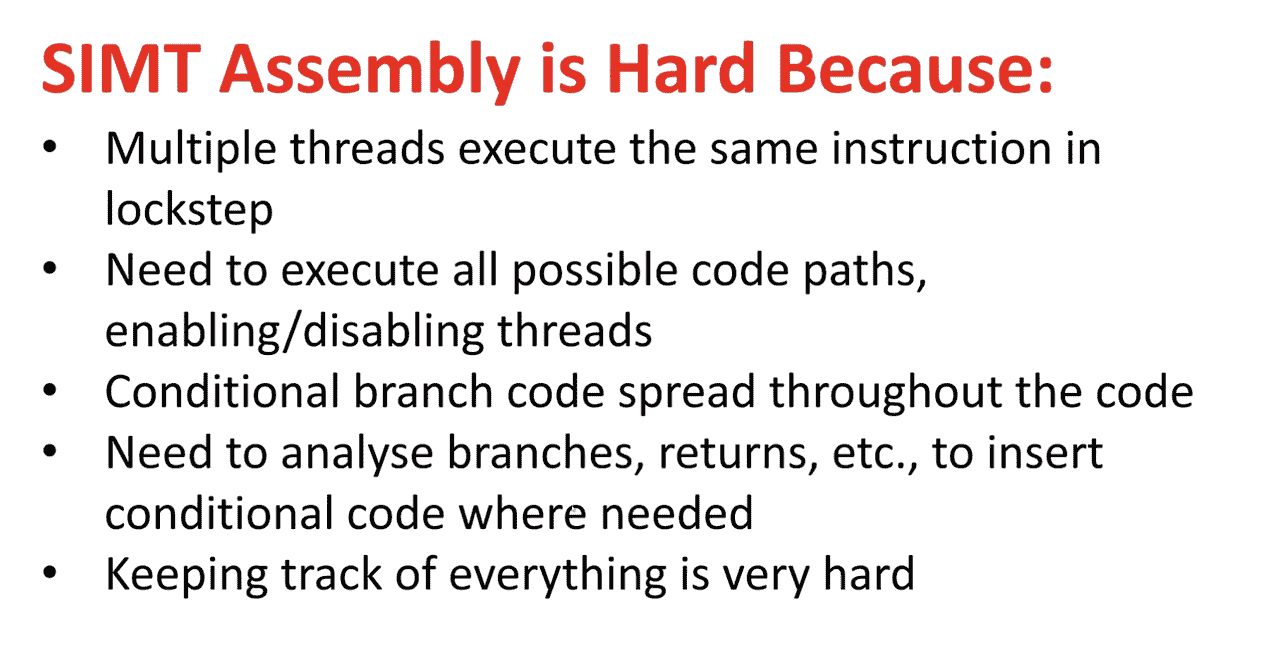 SIMT Assembly is Hard Because:
• Multiple threads execute the same instruction in
lockstep
• Need to execute all possible code paths,
enabling/disabling threads
• Conditional branch code spread throughout the code
• Need to analyse branches, returns, etc., to insert
conditional code where needed
• Keeping track of everything is very hard